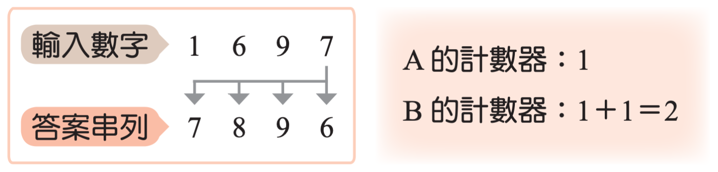 輸入數字 1 6 9 7
答案串列 7 8 9 6
A 的計數器：1
B 的計數器：1＋1＝2